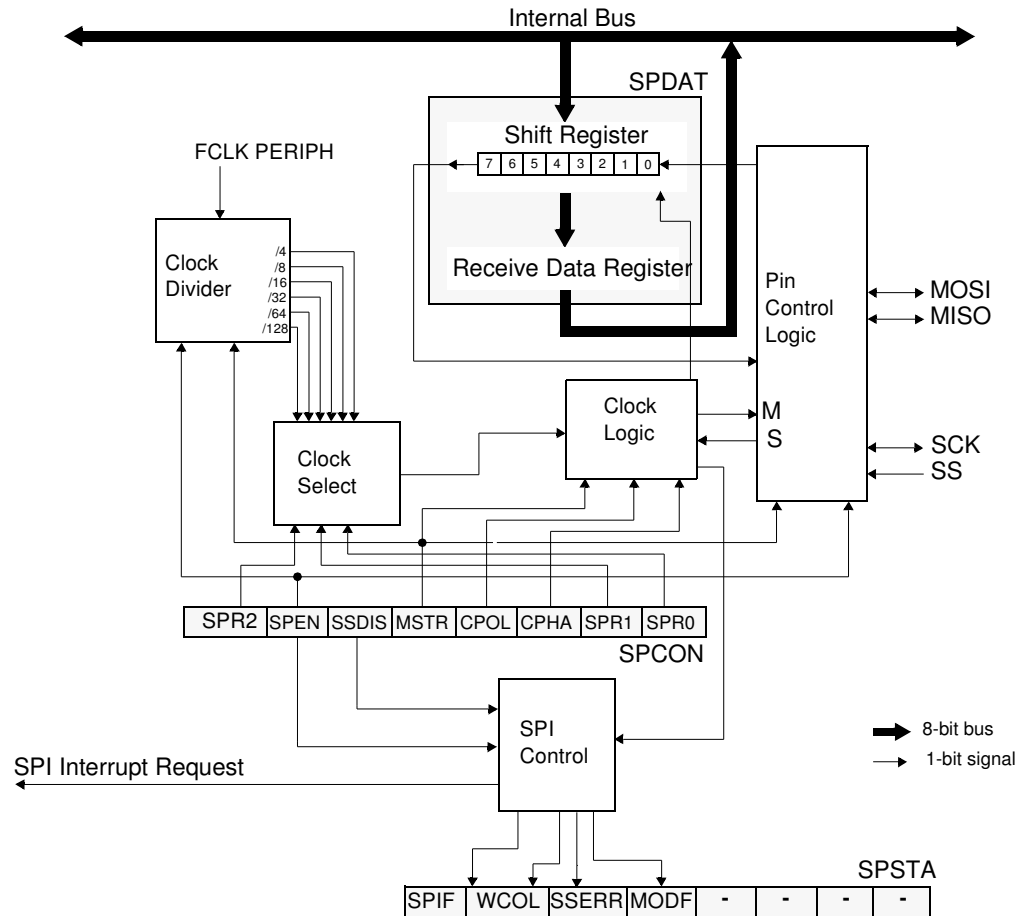 Internal Bus
SPDAT
Shift Register
7 6 5 4 3 2 1 0
FCLK PERIPH
Clock
Divider
/4
/8
/16
/32
/64
/128
Receive Data Register
Pin
Control
Logic
MOSI
MISO
Clock
Logic
M
S
SCK
SS
Clock
Select
SPR2 SPEN SSDIS MSTR CPOL CPHA SPR1 SPR0
SPCON
SPI
Control
8-bit bus
1-bit signal
SPI Interrupt Request
SPSTA
SPIF WCOL SSERR MODF - - - -